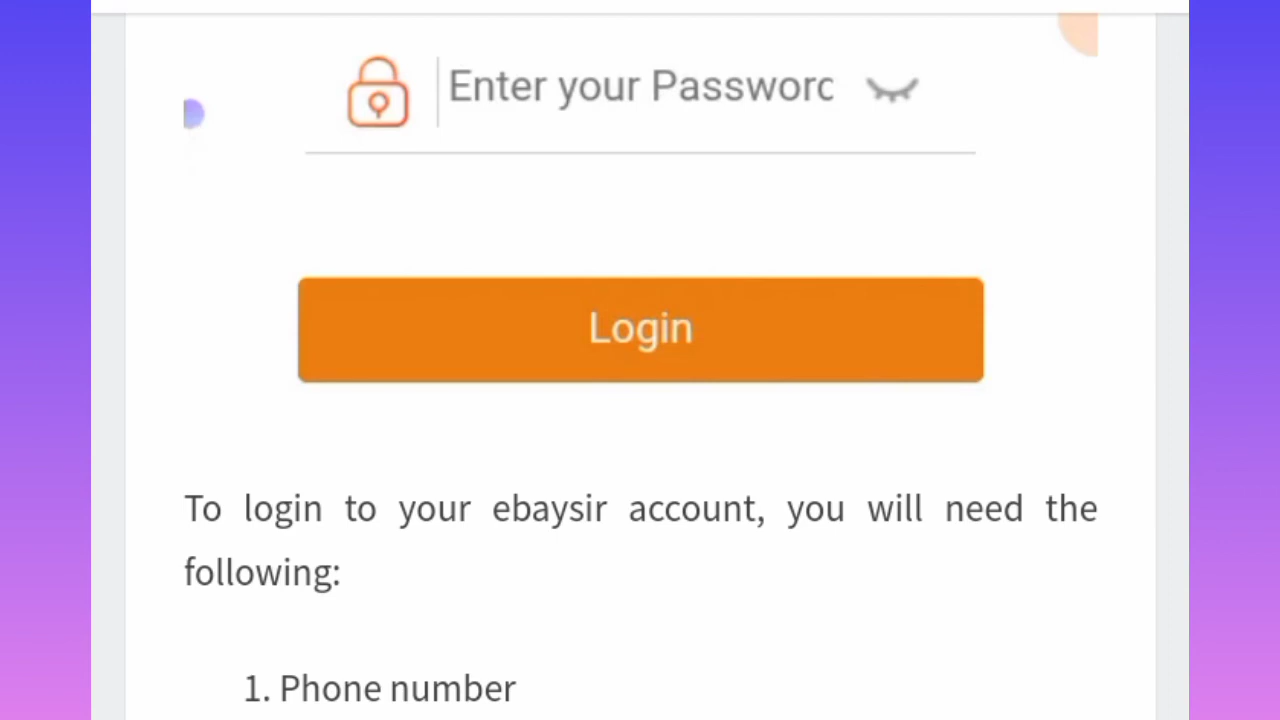 Enter your Passworc
Login
To login to your ebaysir account, you will need the
following:
1. Phone number